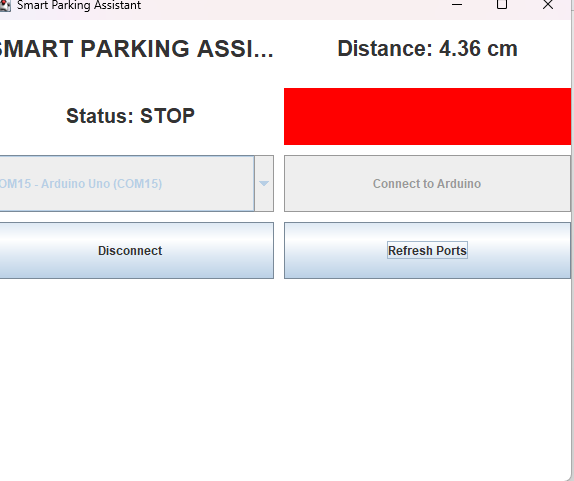 Smart Parking Assistant
SMART PARKING ASSI...
Distance: 4.36 cm
Status: STOP
COM15 - Arduino Uno (COM15)
Connect to Arduino
Disconnect
Refresh Ports